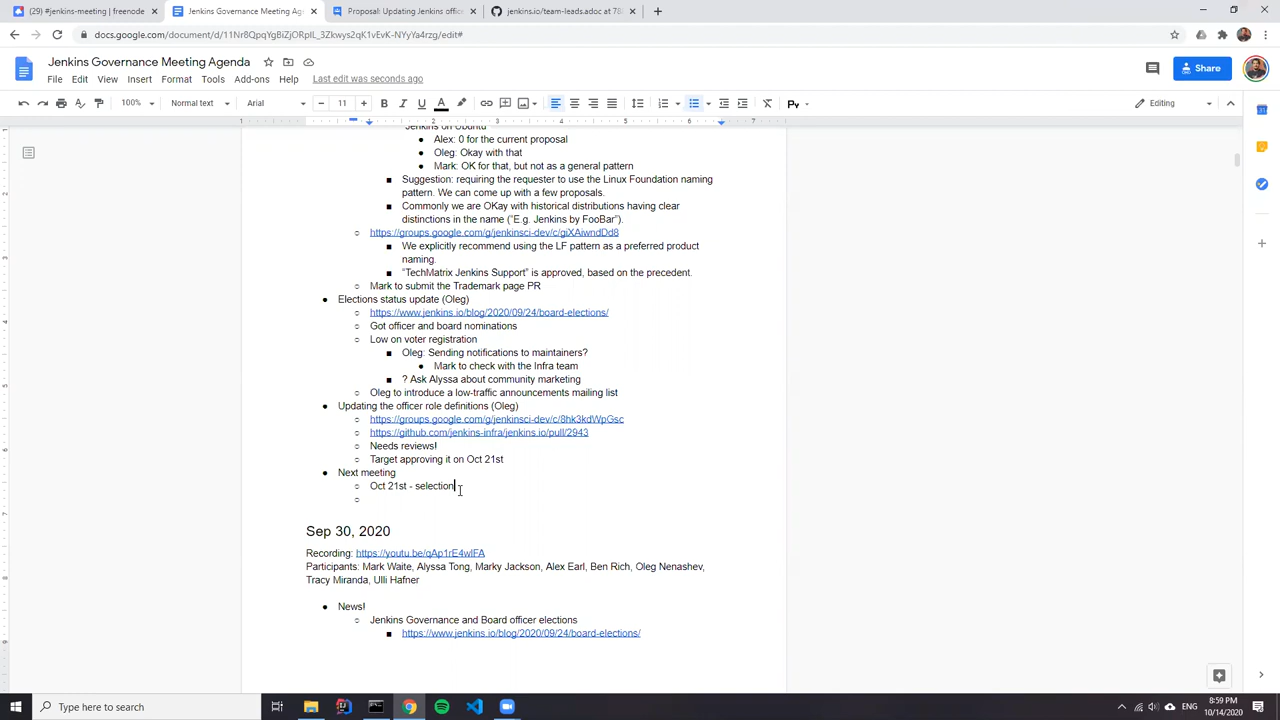 (29) #jenkins-meeting | freenode
Jenkins Governance Meeting Age
Proposal: Updating Jenkins offic
jenkins.io/team-leads.adoc at 78
docs.google.com/document/d/11Nr8QpqYgBiZjORpIL_3Zkwys2qK1vEvK-NYyYa4rzg/edit#
Jenkins Governance Meeting Agenda
File Edit View Insert Format Tools Add-ons Help Last edit was seconds ago
Share
100% Normal text Arial 11 Editing
Jenkins on Ubuntu
Alex: 0 for the current proposal
Oleg: Okay with that
Mark: OK for that, but not as a general pattern
Suggestion: requiring the requester to use the Linux Foundation naming
pattern. We can come up with a few proposals.
Commonly we are OKay with historical distributions having clear
distinctions in the name ("E.g. Jenkins by FooBar").
https://groups.google.com/g/jenkinsci-dev/c/giXAiwndDd8
We explicitly recommend using the LF pattern as a preferred product
naming.
"TechMatrix Jenkins Support" is approved, based on the precedent.
Mark to submit the Trademark page PR
Elections status update (Oleg)
https://www.jenkins.io/blog/2020/09/24/board-elections/
Got officer and board nominations
Low on voter registration
Oleg: Sending notifications to maintainers?
Mark to check with the Infra team
? Ask Alyssa about community marketing
Oleg to introduce a low-traffic announcements mailing list
Updating the officer role definitions (Oleg)
https://groups.google.com/g/jenkinsci-dev/c/8hk3kdWpGsc
https://github.com/jenkins-infra/jenkins.io/pull/2943
Needs reviews!
Target approving it on Oct 21st
Next meeting
Oct 21st - selection
Sep 30, 2020
Recording: https://youtu.be/qAp1rE4wIFA
Participants: Mark Waite, Alyssa Tong, Marky Jackson, Alex Earl, Ben Rich, Oleg Nenashev,
Tracy Miranda, Ulli Hafner
News!
Jenkins Governance and Board officer elections
https://www.jenkins.io/blog/2020/09/24/board-elections/
Type here to search
ENG
8:59 PM
10/14/2020